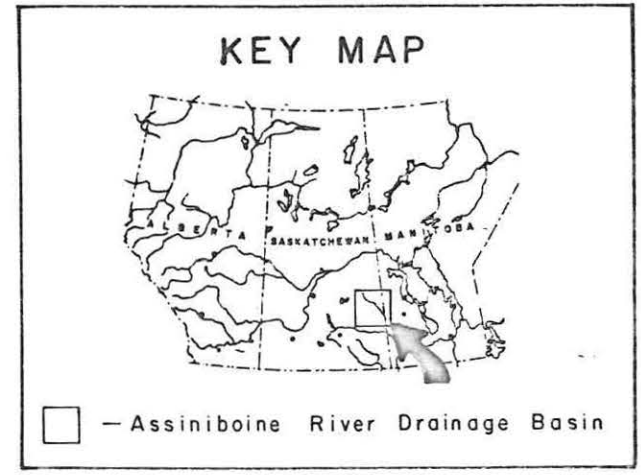 KEY MAP
ALBERTA SASKATCHEWAN MANITOBA
— Assiniboine River Drainage Basin